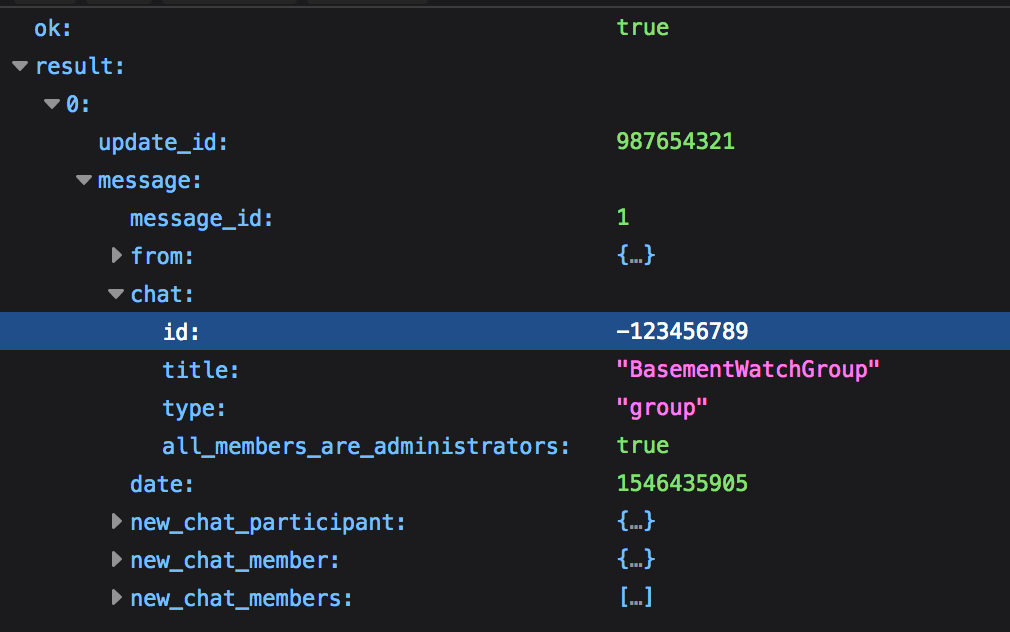 ok: true
result:
0:
update_id: 987654321
message:
message_id: 1
from: {…}
chat:
id: −123456789
title: "BasementWatchGroup"
type: "group"
all_members_are_administrators: true
date: 1546435905
new_chat_participant: {…}
new_chat_member: {…}
new_chat_members: […]